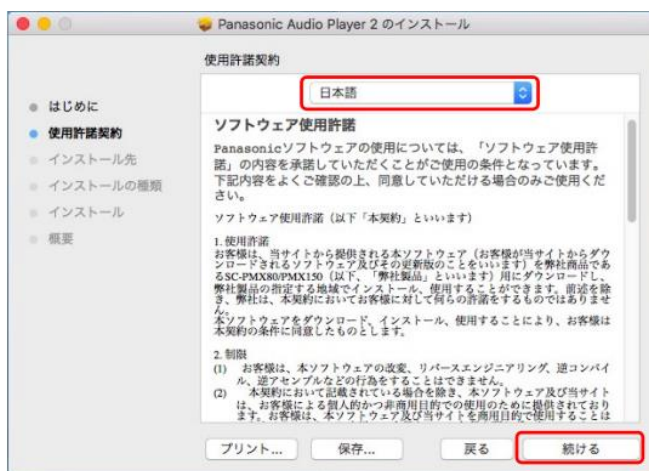 Panasonic Audio Player 2 のインストール
使用許諾契約
はじめに
使用許諾契約
インストール先
インストールの種類
インストール
概要
日本語
ソフトウェア使用許諾
Panasonicソフトウェアの使用については、「ソフトウェア使用許
諾」の内容を承諾していただくことがご使用の条件となっています。
下記内容をよくご確認の上、同意していただける場合のみご使用くだ
さい。
ソフトウェア使用許諾（以下「本契約」といいます）
1. 使用許諾
お客様は、当サイトから提供される本ソフトウェア（お客様が当サイトからダウ
ンロードされるソフトウェア及びその更新版のことをいいます）を弊社商品であ
るSC-PMX80/PMX150（以下、「弊社製品」といいます）用にダウンロードし、
弊社製品の指定する地域でインストール、使用することができます。前述を除
き、弊社は、本契約においてお客様に対して何らの許諾をするものではありませ
ん。
本ソフトウェアをダウンロード、インストール、使用することにより、お客様は
本契約の条件に同意したものとします。
2. 制限
(1) お客様は、本ソフトウェアの改変、リバースエンジニアリング、逆コンパイ
ル、逆アセンブルなどの行為をすることはできません。
(2) 本契約において記載されている場合を除き、本ソフトウェア及び当サイト
は、お客様による個人的かつ非商用目的での使用のために提供されており
ます。お客様は、本ソフトウェア及び当サイトを商用目的で使用することは
プリント...
保存...
戻る
続ける